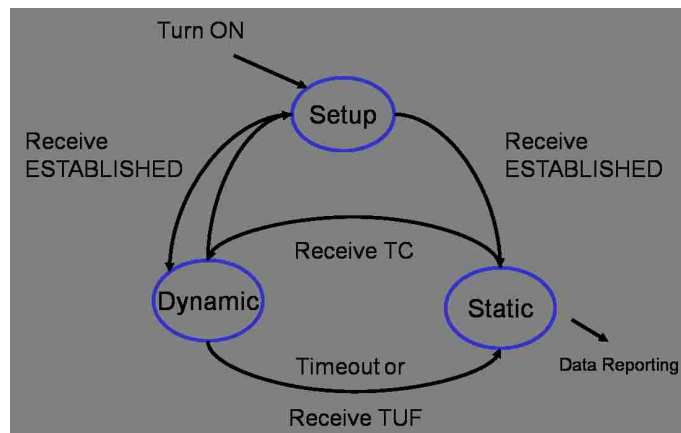 Turn ON
Setup
Receive
ESTABLISHED
Receive
ESTABLISHED
Receive TC
Dynamic
Static
Timeout or
Data Reporting
Receive TUF